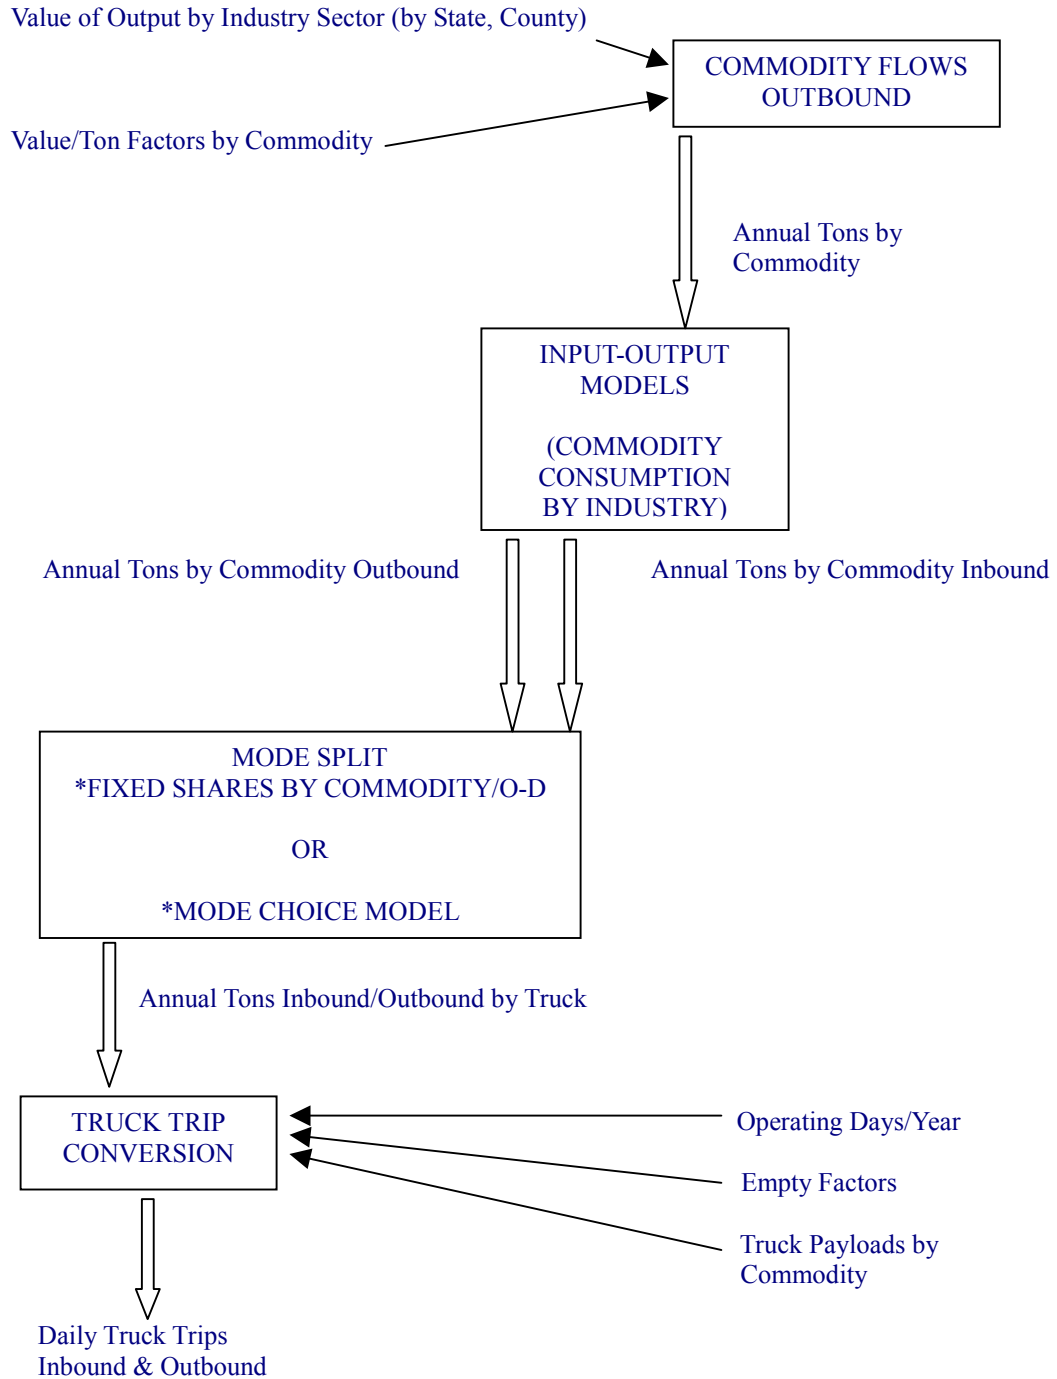 Value of Output by Industry Sector (by State, County)
COMMODITY FLOWS
OUTBOUND
Value/Ton Factors by Commodity
Annual Tons by
Commodity
INPUT-OUTPUT
MODELS
(COMMODITY
CONSUMPTION
BY INDUSTRY)
Annual Tons by Commodity Outbound
Annual Tons by Commodity Inbound
MODE SPLIT
*FIXED SHARES BY COMMODITY/O-D
OR
*MODE CHOICE MODEL
Annual Tons Inbound/Outbound by Truck
TRUCK TRIP
CONVERSION
Operating Days/Year
Empty Factors
Truck Payloads by
Commodity
Daily Truck Trips
Inbound & Outbound